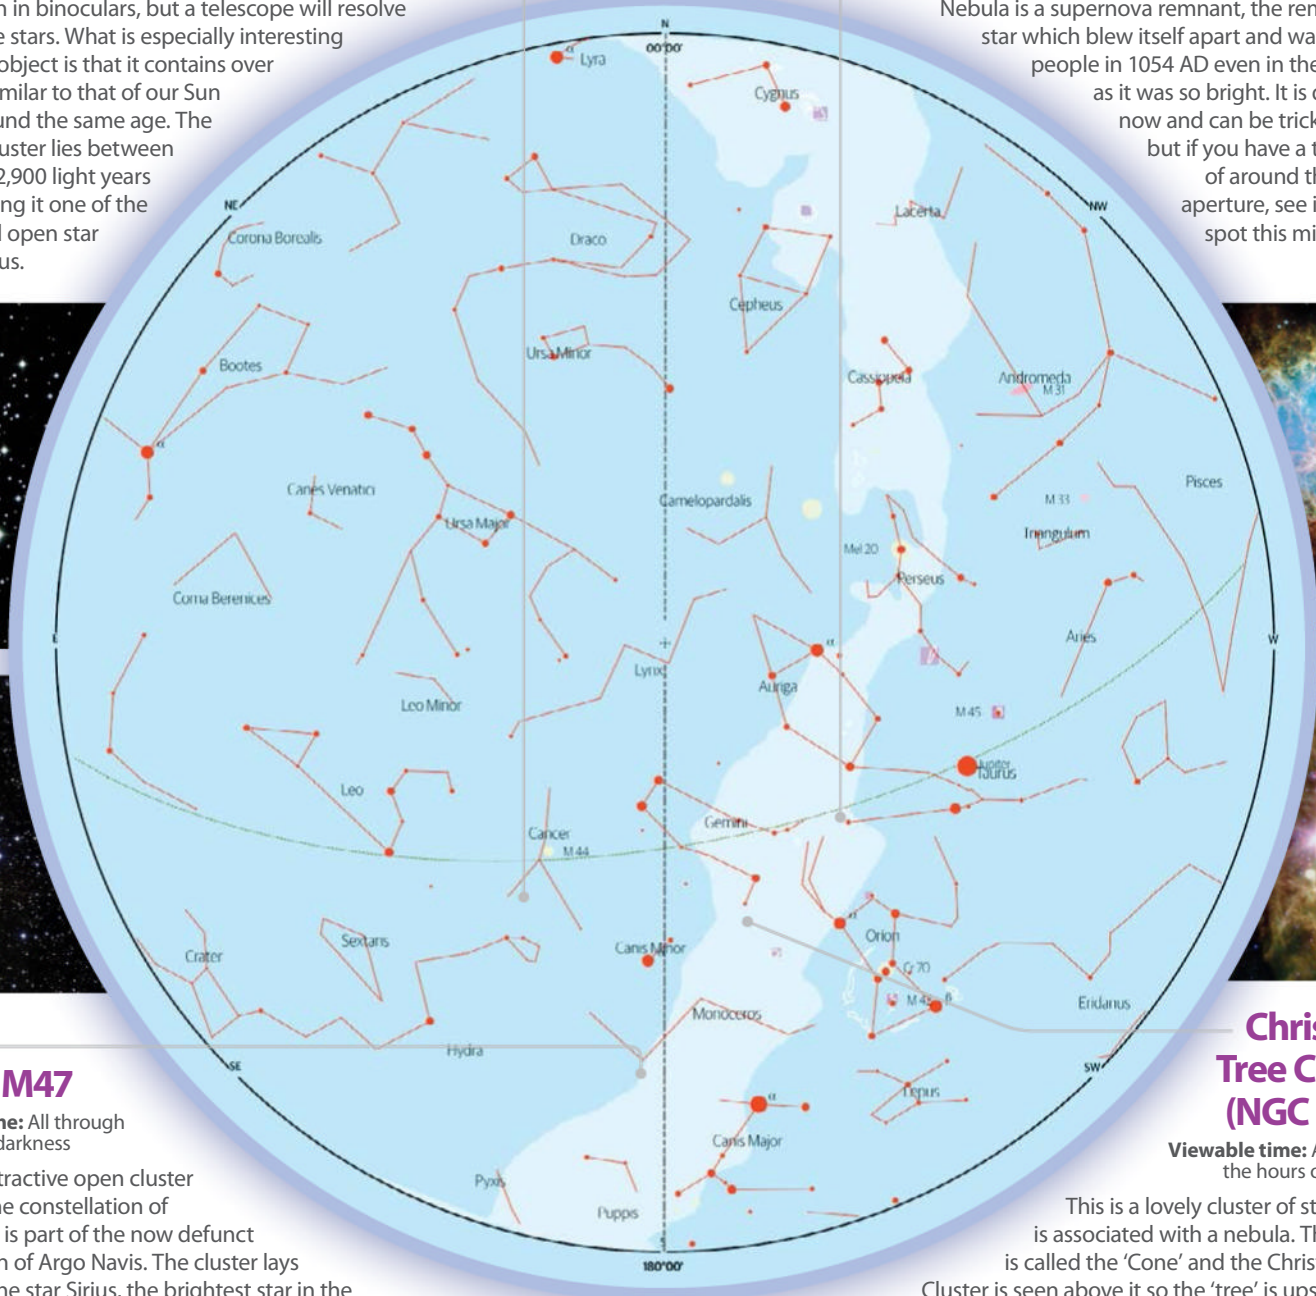 n in binoculars, but a telescope will resolve
e stars. What is especially interesting
object is that it contains over
milar to that of our Sun
und the same age. The
uster lies between
2,900 light years
ng it one of the
l open star
us.
Nebula is a supernova remnant, the ren
star which blew itself apart and wa
people in 1054 AD even in the
as it was so bright. It is
now and can be trick
but if you have a t
of around th
aperture, see i
spot this mi
N
00°00'
α
Lyra
Cygnus
NE
NW
Lacerta
Corona Borealis
Draco
Cepheus
Bootes
Ursa Minor
Cassiopeia
Andromeda
M 31
α
Canes Venatici
Camelopardalis
Pisces
M 33
Ursa Major
Triangulum
Mel 20
Perseus
Coma Berenices
E
W
α
Aries
Lynx
Auriga
Leo Minor
M 45
Jupiter
Taurus
Leo
Gemini
Cancer
M 44
α
Orion
Sextans
Canis Minor
α
Crater
Cr 70
M 43
β
Eridanus
Monoceros
Hydra
SE
SW
Lepus
α
Canis Major
Pyxis
Puppis
S
180°00'
M47
ne: All through
darkness
tractive open cluster
ne constellation of
is part of the now defunct
n of Argo Navis. The cluster lays
ne star Sirius, the brightest star in the
Chris
Tree C
(NGC
Viewable time:
the hours
This is a lovely cluster of st
is associated with a nebula. Th
is called the ‘Cone’ and the Chris
Cluster is seen above it so the ‘tree’ is ups